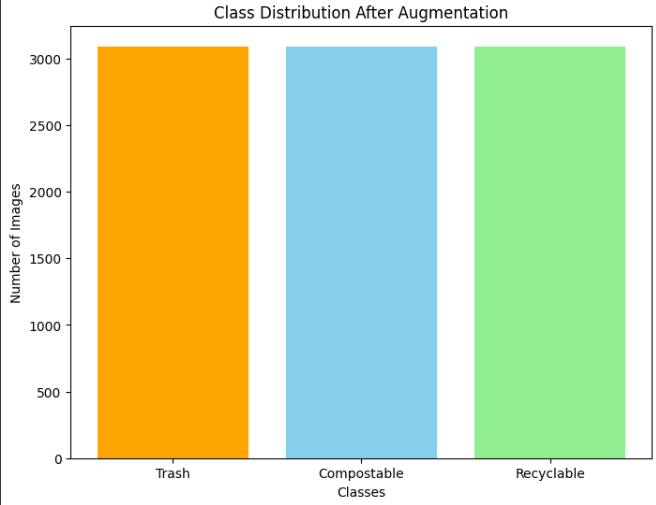 Class Distribution After Augmentation
3000
2500
2000
1500
1000
500
0
Number of Images
Trash Compostable Recyclable
Classes